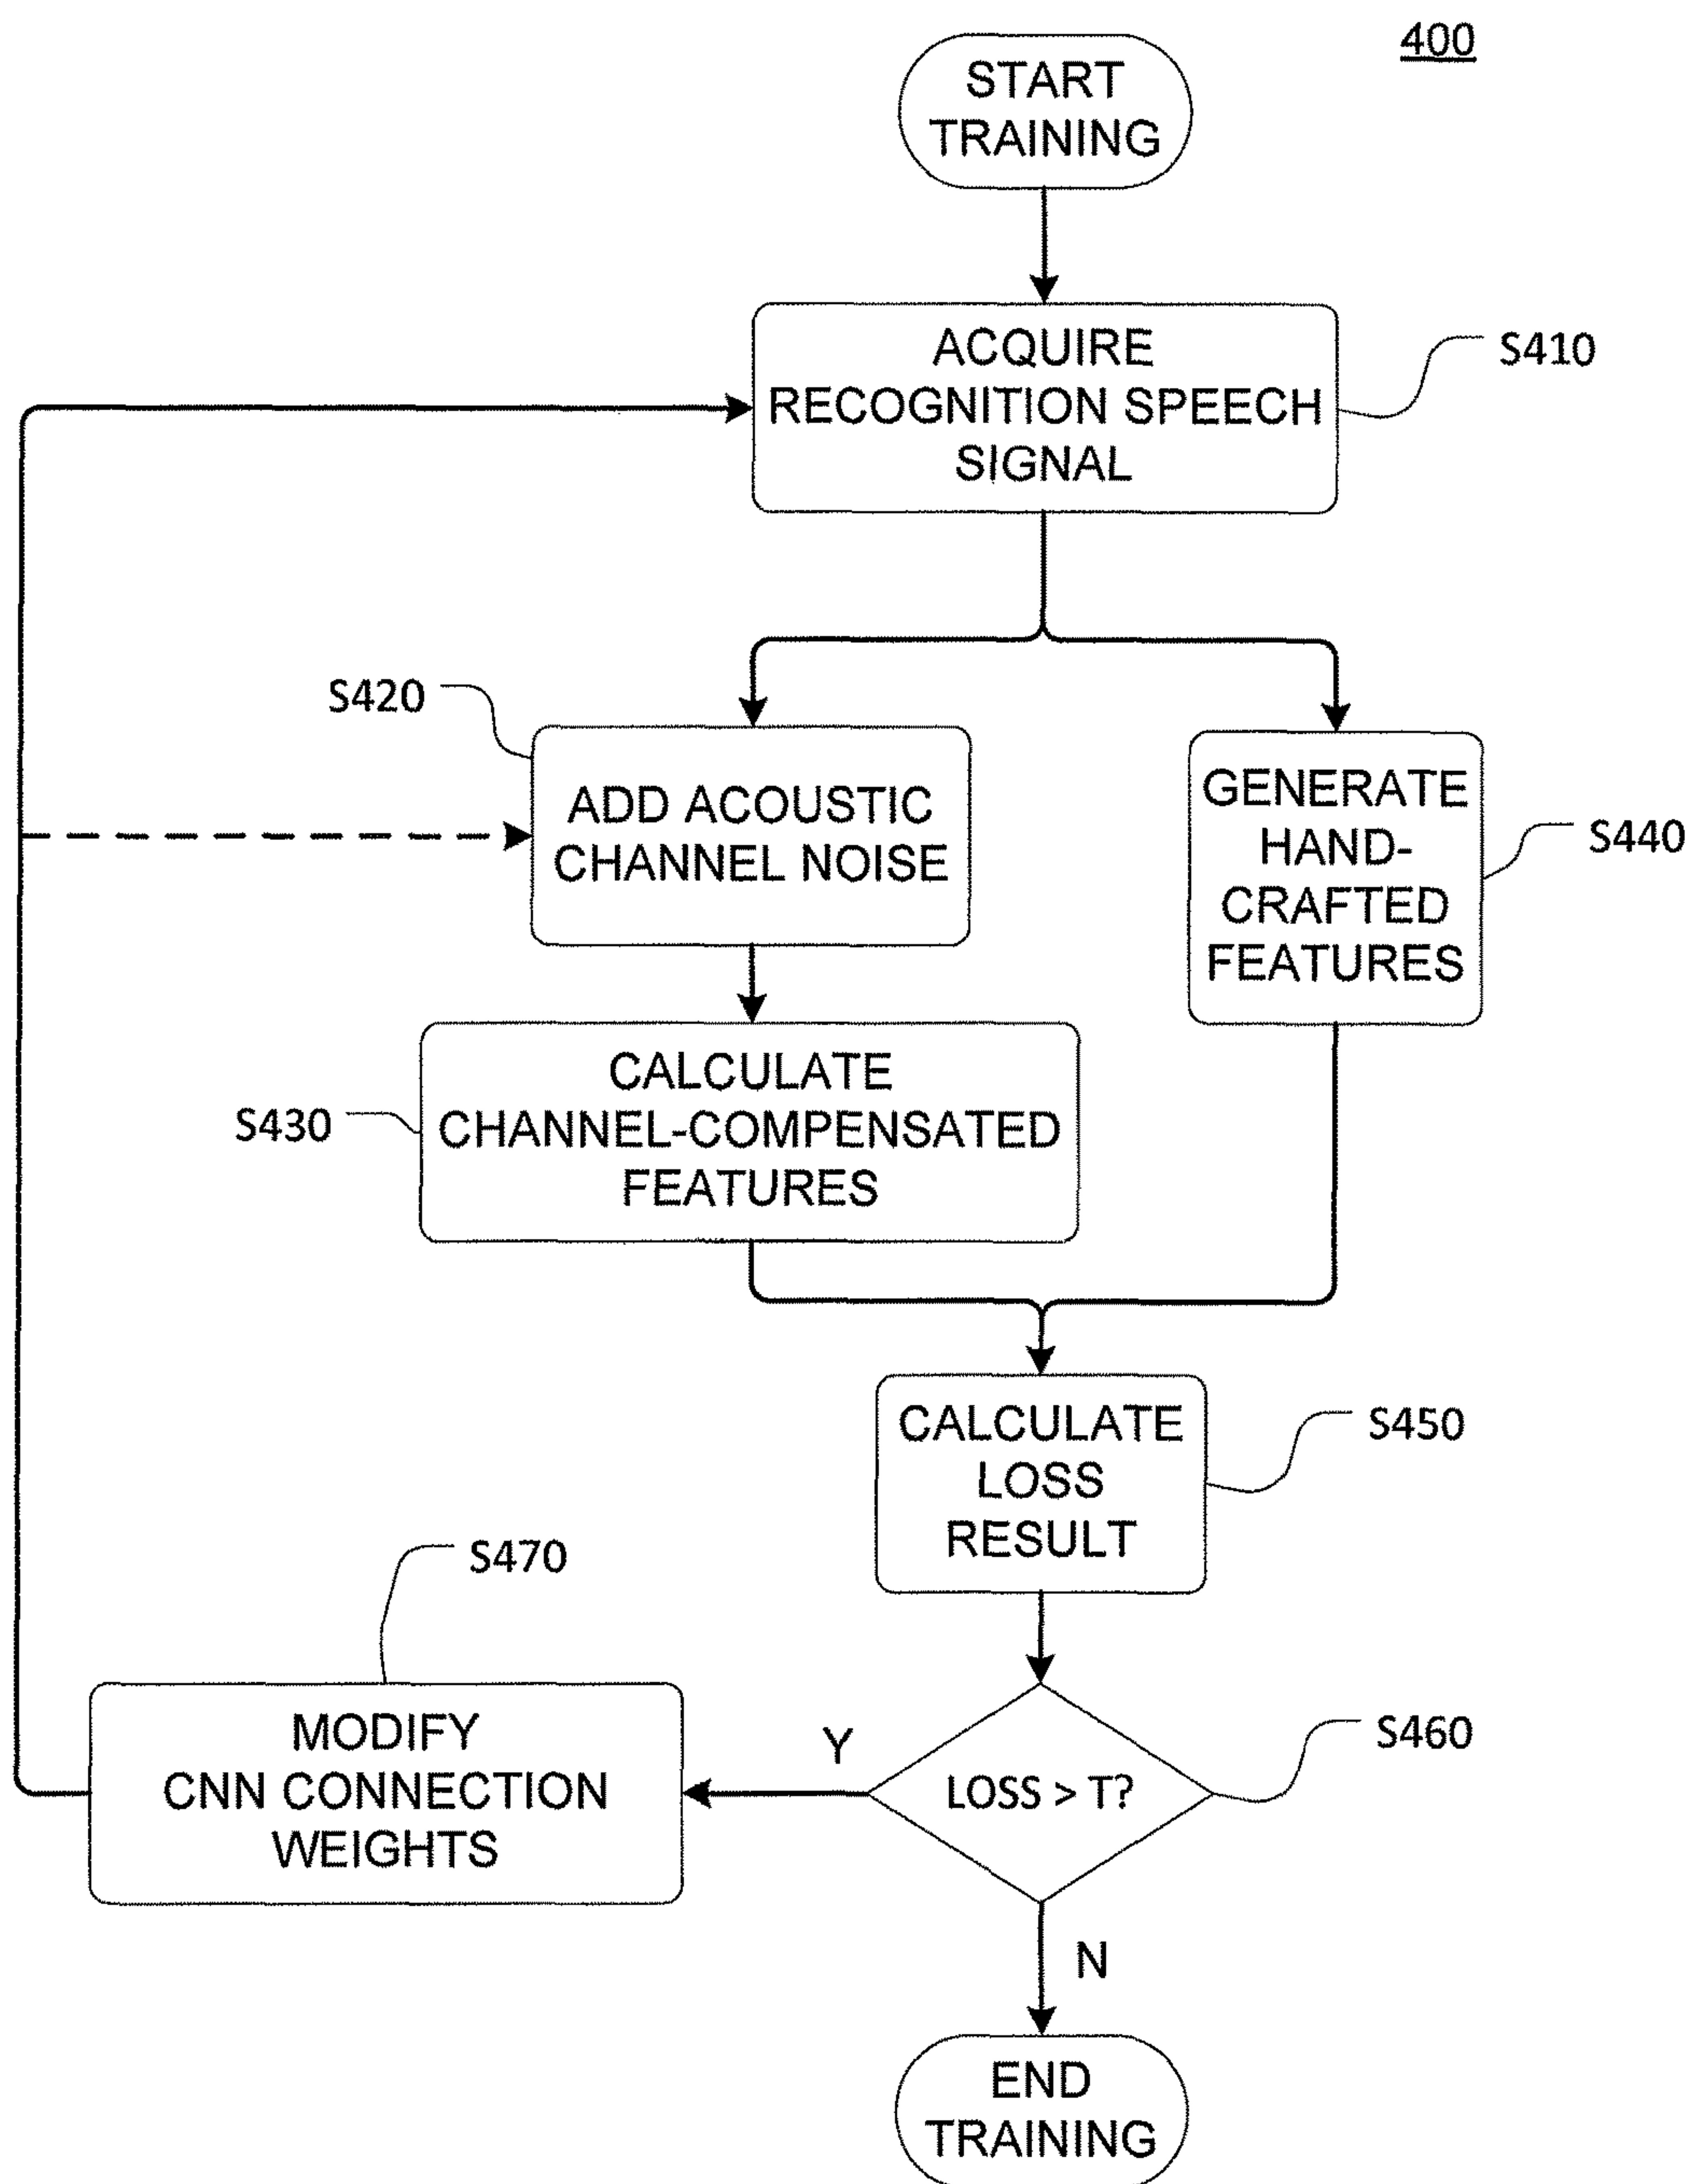 400
START
TRAINING
ACQUIRE
RECOGNITION SPEECH
SIGNAL
S410
S420
ADD ACOUSTIC
CHANNEL NOISE
GENERATE
HAND-
CRAFTED
FEATURES
S440
S430
CALCULATE
CHANNEL-COMPENSATED
FEATURES
CALCULATE
LOSS
RESULT
S450
S470
MODIFY
CNN CONNECTION
WEIGHTS
Y
LOSS > T?
S460
N
END
TRAINING